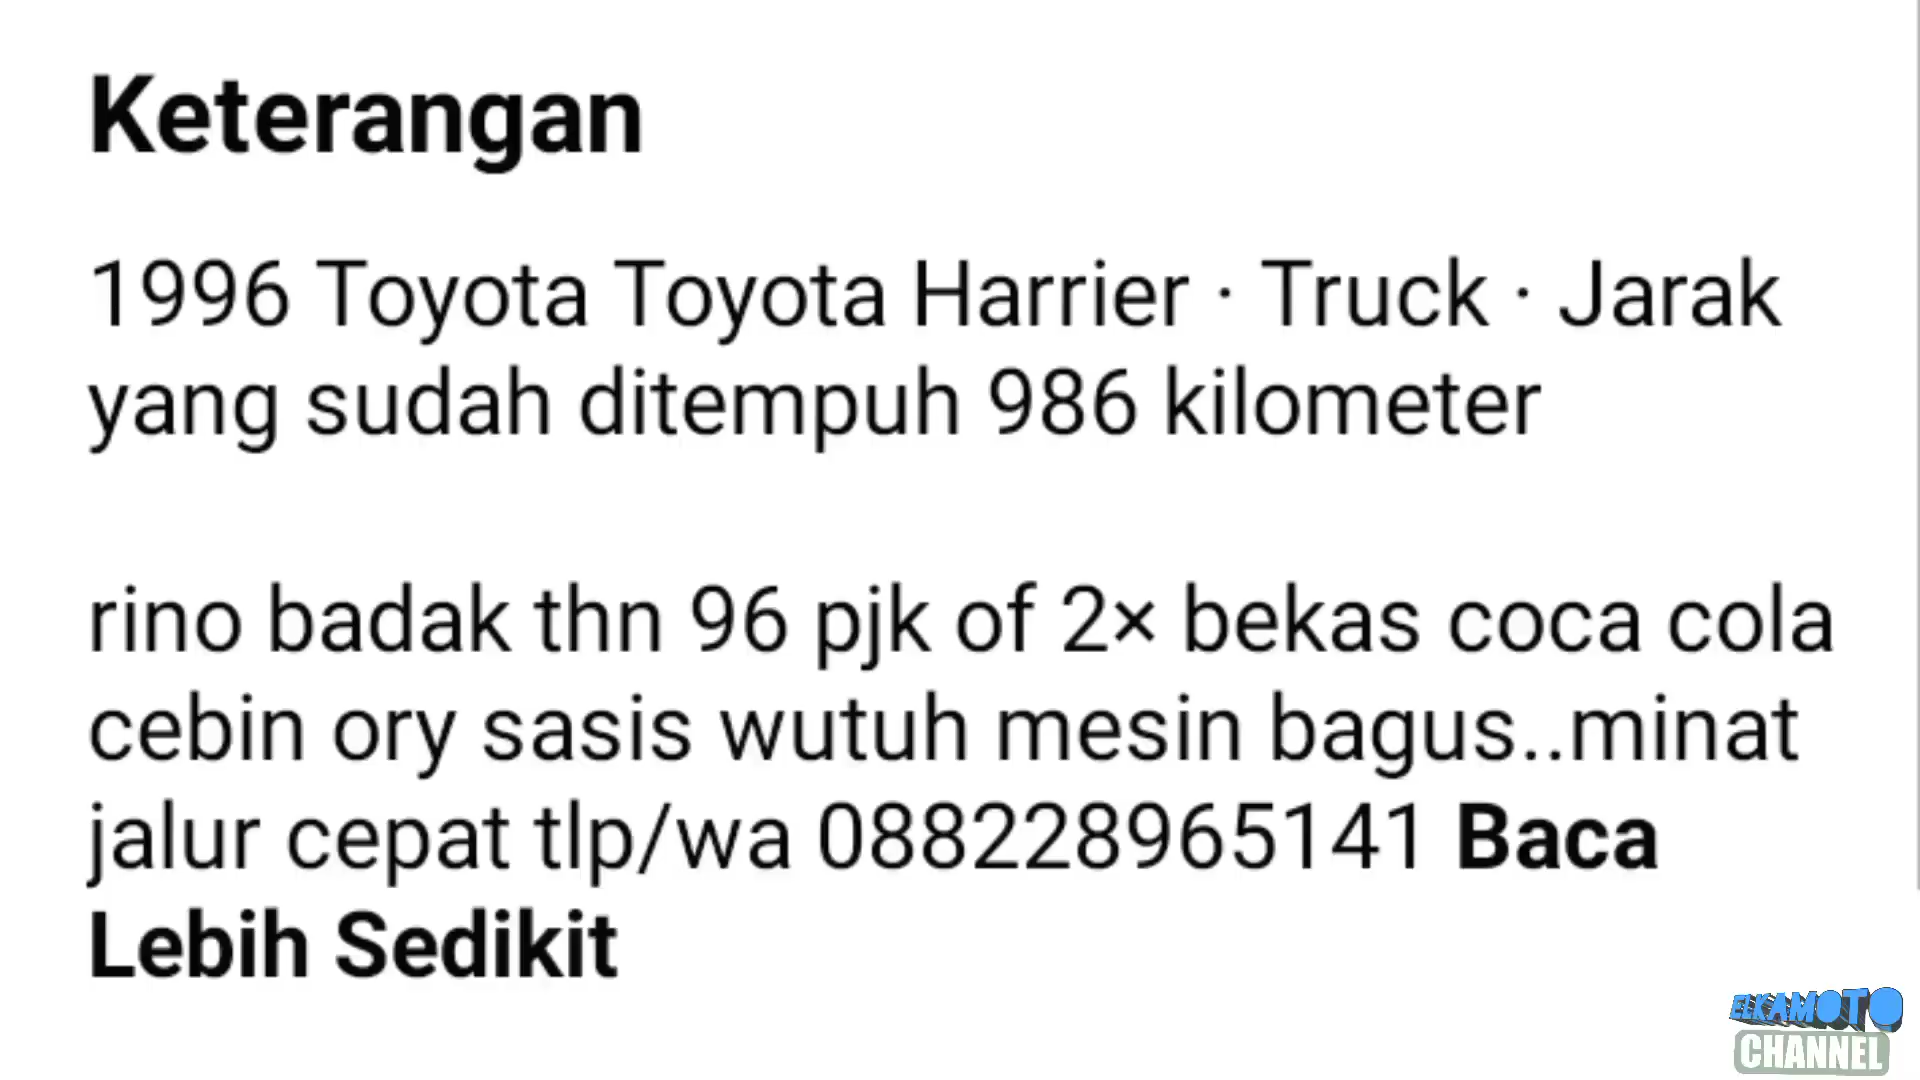 Keterangan
1996 Toyota Toyota Harrier · Truck · Jarak
yang sudah ditempuh 986 kilometer
rino badak thn 96 pjk of 2× bekas coca cola
cebin ory sasis wutuh mesin bagus..minat
jalur cepat tlp/wa 088228965141 Baca
Lebih Sedikit
ELKAMOTO
CHANNEL